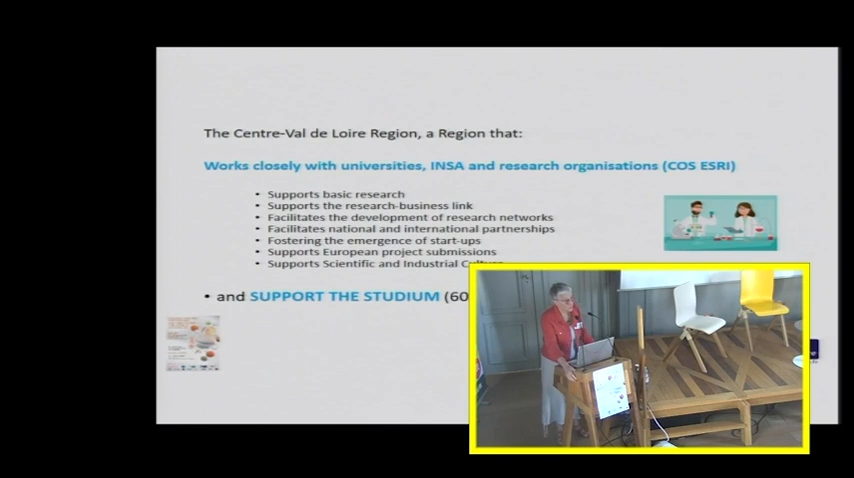 The Centre-Val de Loire Region, a Region that:
Works closely with universities, INSA and research organisations (COS ESRI)
• Supports basic research
• Supports the research-business link
• Facilitates the development of research networks
• Facilitates national and international partnerships
• Fostering the emergence of start-ups
• Supports European project submissions
• Supports Scientific and Industrial
• and SUPPORT THE STUDIUM (60